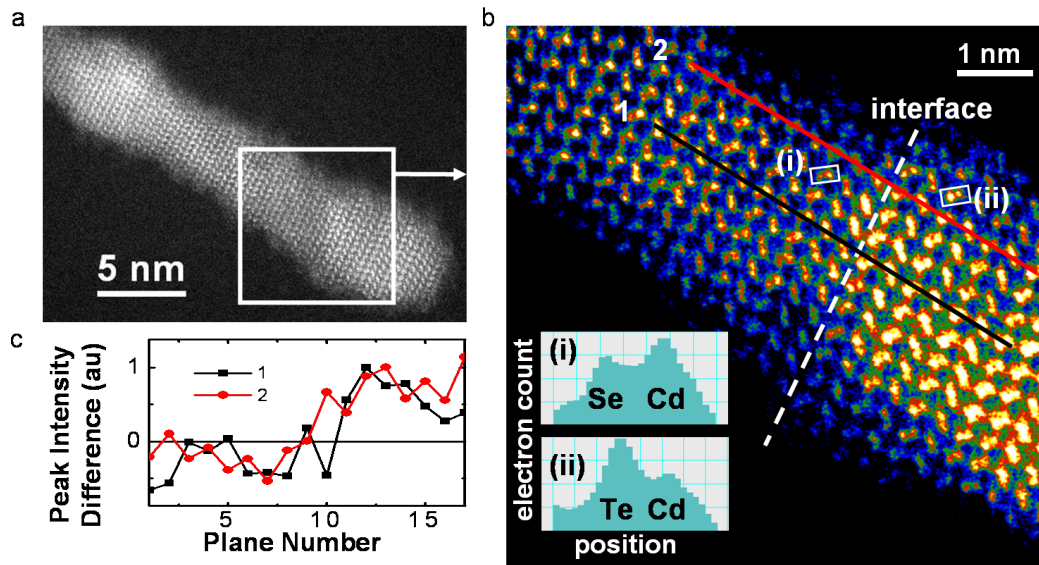 a
5 nm
b
2
1
1 nm
interface
(i)
(ii)
(i)
Se Cd
(ii)
Te Cd
electron count
position
c
Peak Intensity
Difference (au)
1
0
1
2
5
10
15
Plane Number